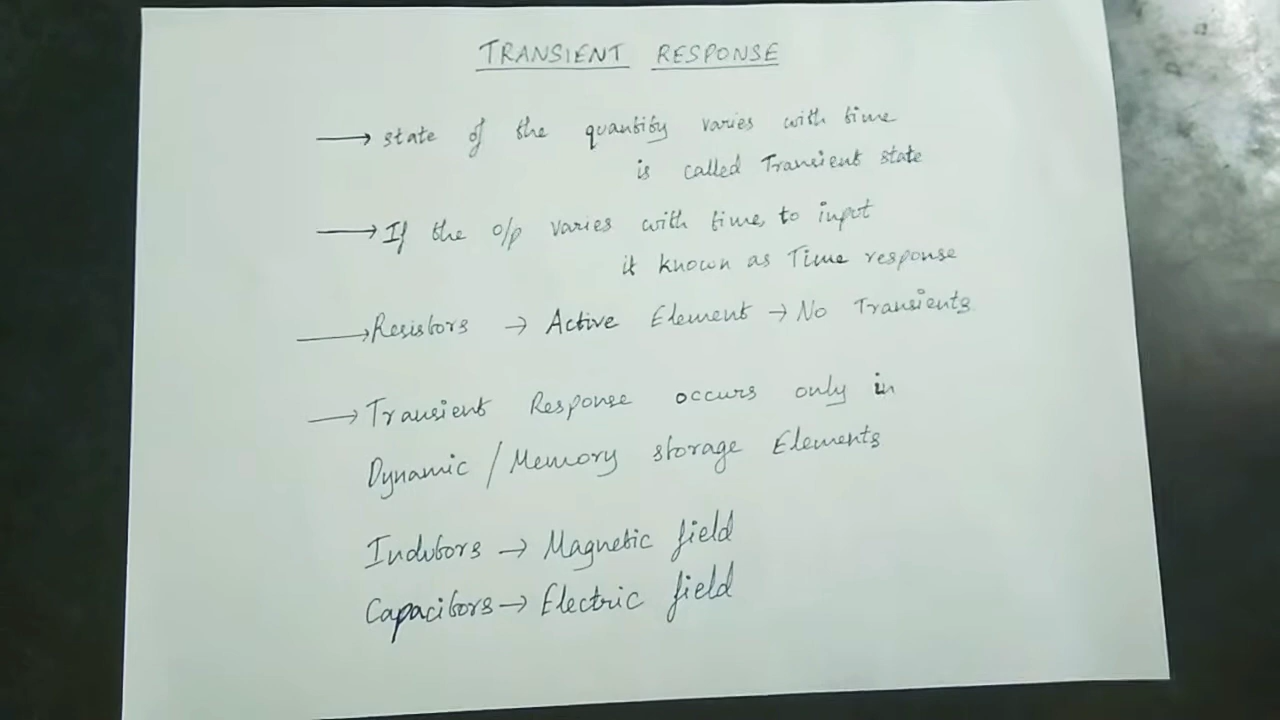 TRANSIENT RESPONSE
→ state of the quantity varies with time
is called Transient state
→ If the o/p varies with time, to input
it known as Time response
→ Resistors → Active Element → No Transients
→ Transient Response occurs only in
Dynamic / Memory storage Elements
Indutors → Magnetic field
Capacitors → Electric field